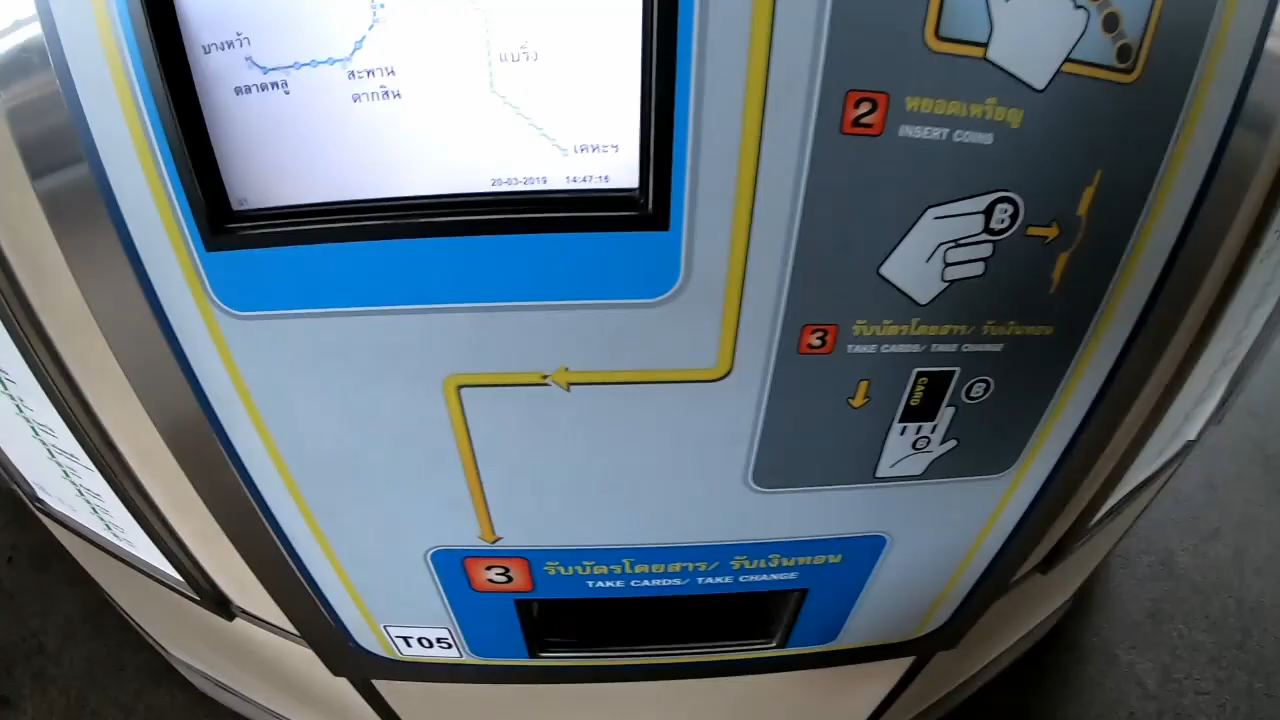 บางหว้า
ตลาดพลู
สะพาน
ตากสิน
แบริ่ง
เคหะฯ
20-03-2019 14:47:16
2 หยอดเหรียญ
INSERT COINS
B
3 รับบัตรโดยสาร/ รับเงินทอน
TAKE CARDS/ TAKE CHANGE
CARD
B
B
3 รับบัตรโดยสาร/ รับเงินทอน
TAKE CARDS/ TAKE CHANGE
T05